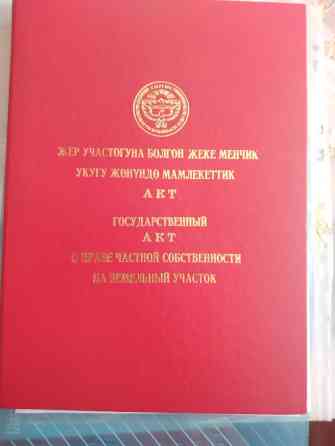 ЖЕР УЧАСТОГУНА БОЛГОН ЖЕКЕ МЕНЧИК
УКУГУ ЖӨНҮНДӨ МАМЛЕКЕТТИК
АКТ
ГОСУДАРСТВЕННЫЙ
АКТ
О ПРАВЕ ЧАСТНОЙ СОБСТВЕННОСТИ
НА ЗЕМЕЛЬНЫЙ УЧАСТОК